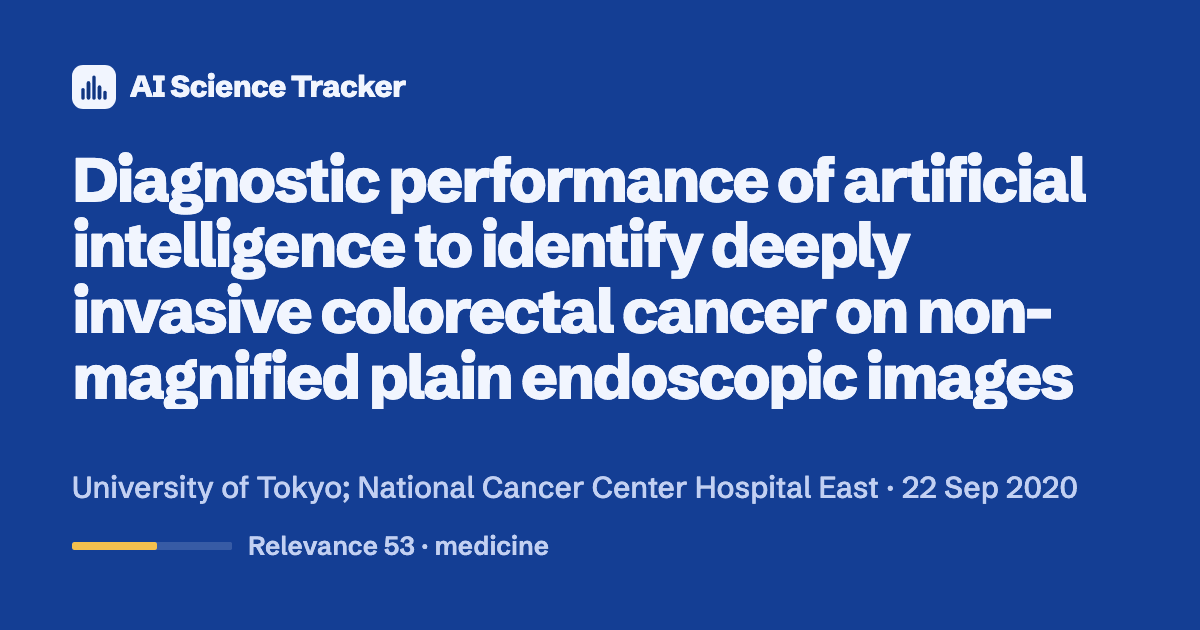 AI Science Tracker
Diagnostic performance of artificial
intelligence to identify deeply
invasive colorectal cancer on non-
magnified plain endoscopic images
University of Tokyo; National Cancer Center Hospital East · 22 Sep 2020
Relevance 53 · medicine